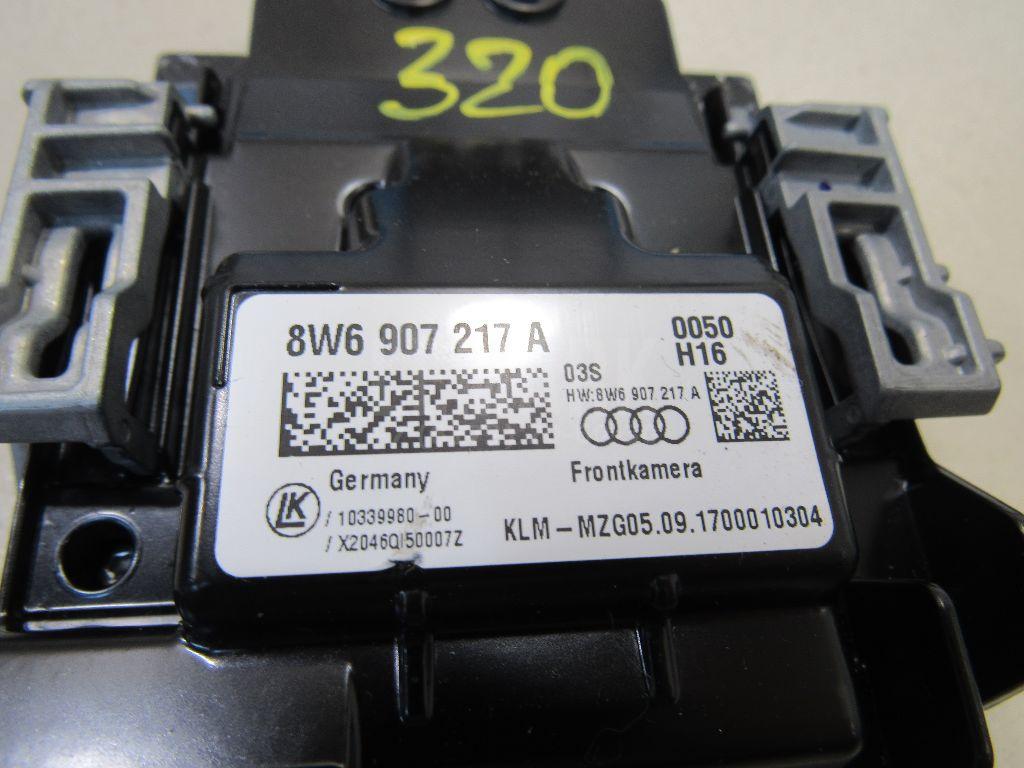 320
8W6 907 217 A
0050
H16
03S
HW:8W6 907 217 A
Germany
Frontkamera
LK
/ 10339980-00
/ X2046QI50007Z
KLM-MZG05.09.1700010304